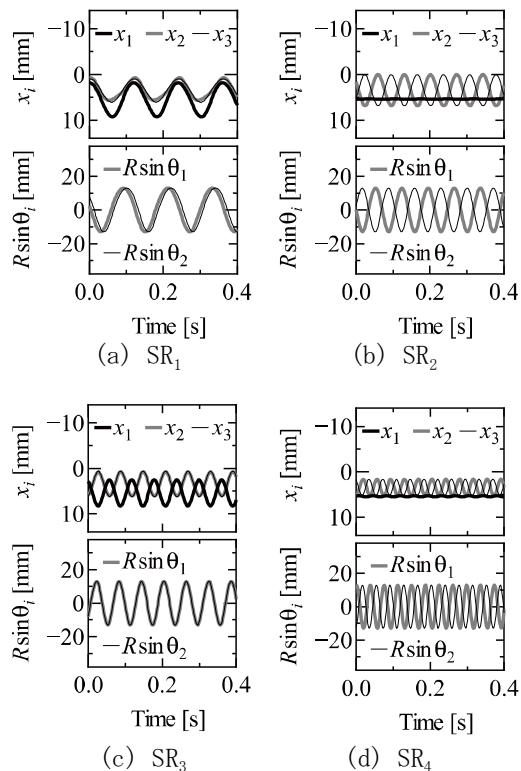 −10
0
10
x_i [mm]
x_1 x_2 x_3
20
0
−20
R sin θ_i [mm]
R sin θ_1
R sin θ_2
0.0 0.2 0.4
Time [s]
(a) SR_1
−10
0
10
x_i [mm]
x_1 x_2 x_3
20
0
−20
R sin θ_i [mm]
R sin θ_1
R sin θ_2
0.0 0.2 0.4
Time [s]
(b) SR_2
−10
0
10
x_i [mm]
x_1 x_2 x_3
20
0
−20
R sin θ_i [mm]
R sin θ_1
R sin θ_2
0.0 0.2 0.4
Time [s]
(c) SR_3
−10
0
10
x_i [mm]
x_1 x_2 x_3
20
0
−20
R sin θ_i [mm]
R sin θ_1
R sin θ_2
0.0 0.2 0.4
Time [s]
(d) SR_4